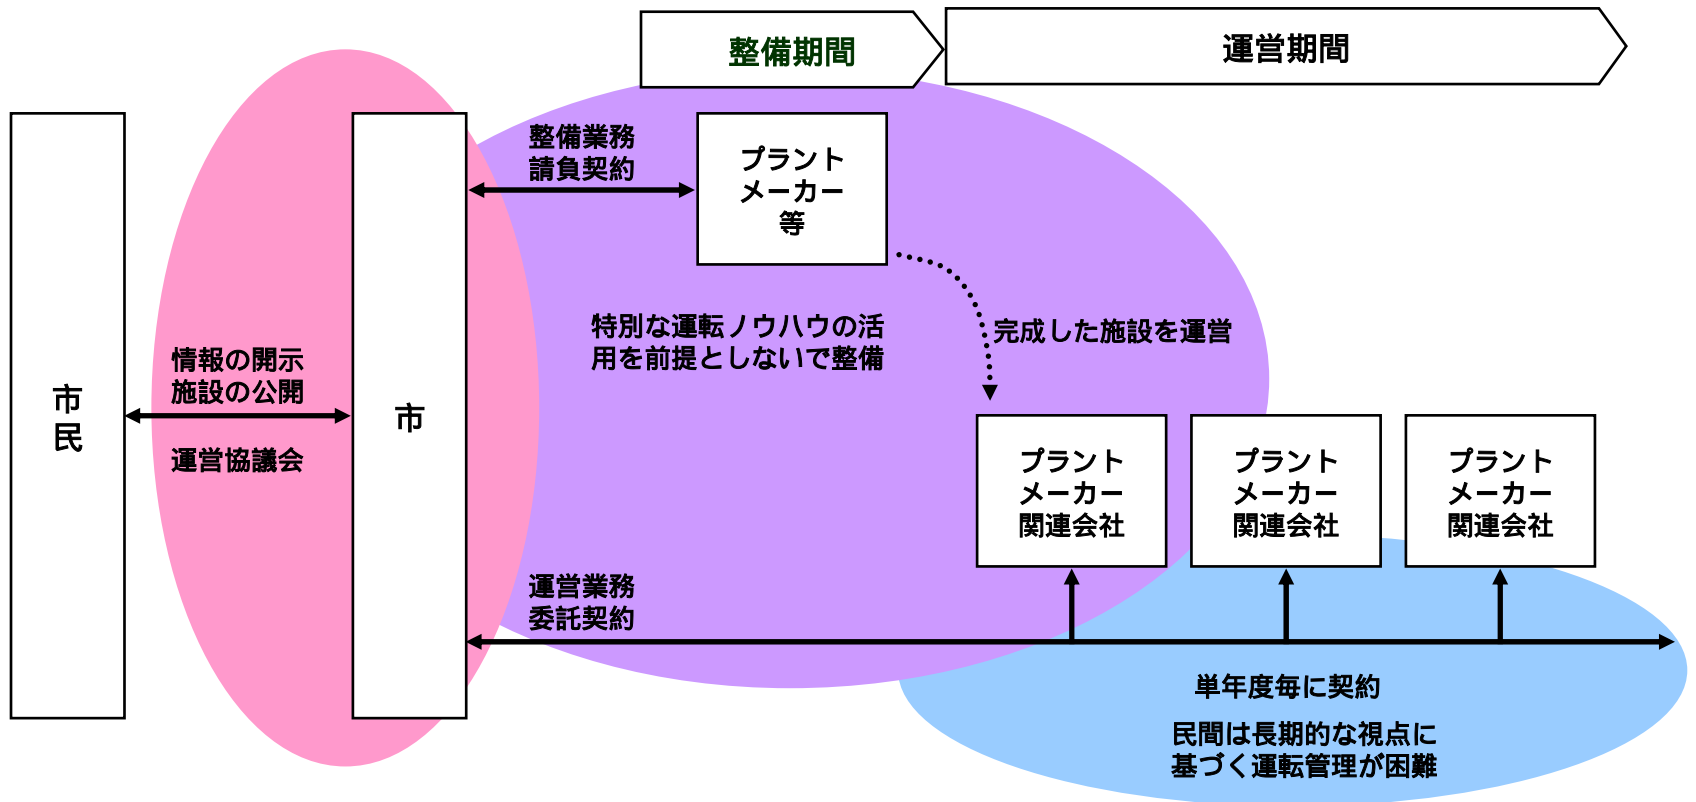 整備期間
運営期間
整備業務
請負契約
プラント
メーカー
等
特別な運転ノウハウの活
用を前提としないで整備
完成した施設を運営
情報の開示
施設の公開
運営協議会
市
民
市
プラント
メーカー
関連会社
プラント
メーカー
関連会社
プラント
メーカー
関連会社
運営業務
委託契約
単年度毎に契約
民間は長期的な視点に
基づく運転管理が困難